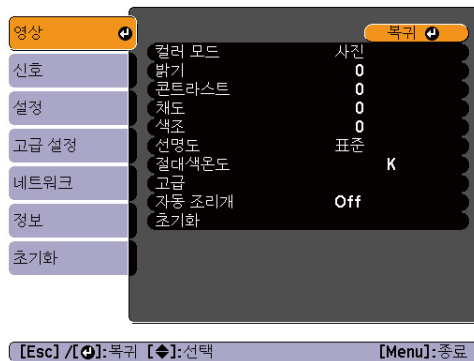 영상
신호
설정
고급 설정
네트워크
정보
초기화
복귀
컬러 모드 사진
밝기 0
콘트라스트 0
채도 0
색조 0
선명도 표준
절대색온도 K
고급
자동 조리개 Off
초기화
[Esc] /[ ]:복귀 [◆]:선택 [Menu]:종료